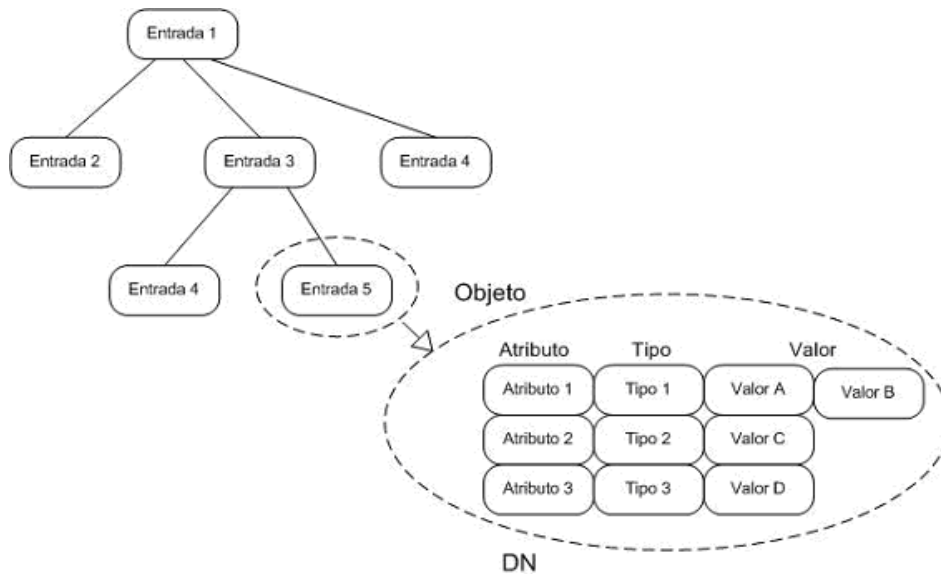 Entrada 1
Entrada 2
Entrada 3
Entrada 4
Entrada 4
Entrada 5
Objeto
Atributo Tipo Valor
Atributo 1 Tipo 1 Valor A Valor B
Atributo 2 Tipo 2 Valor C
Atributo 3 Tipo 3 Valor D
DN